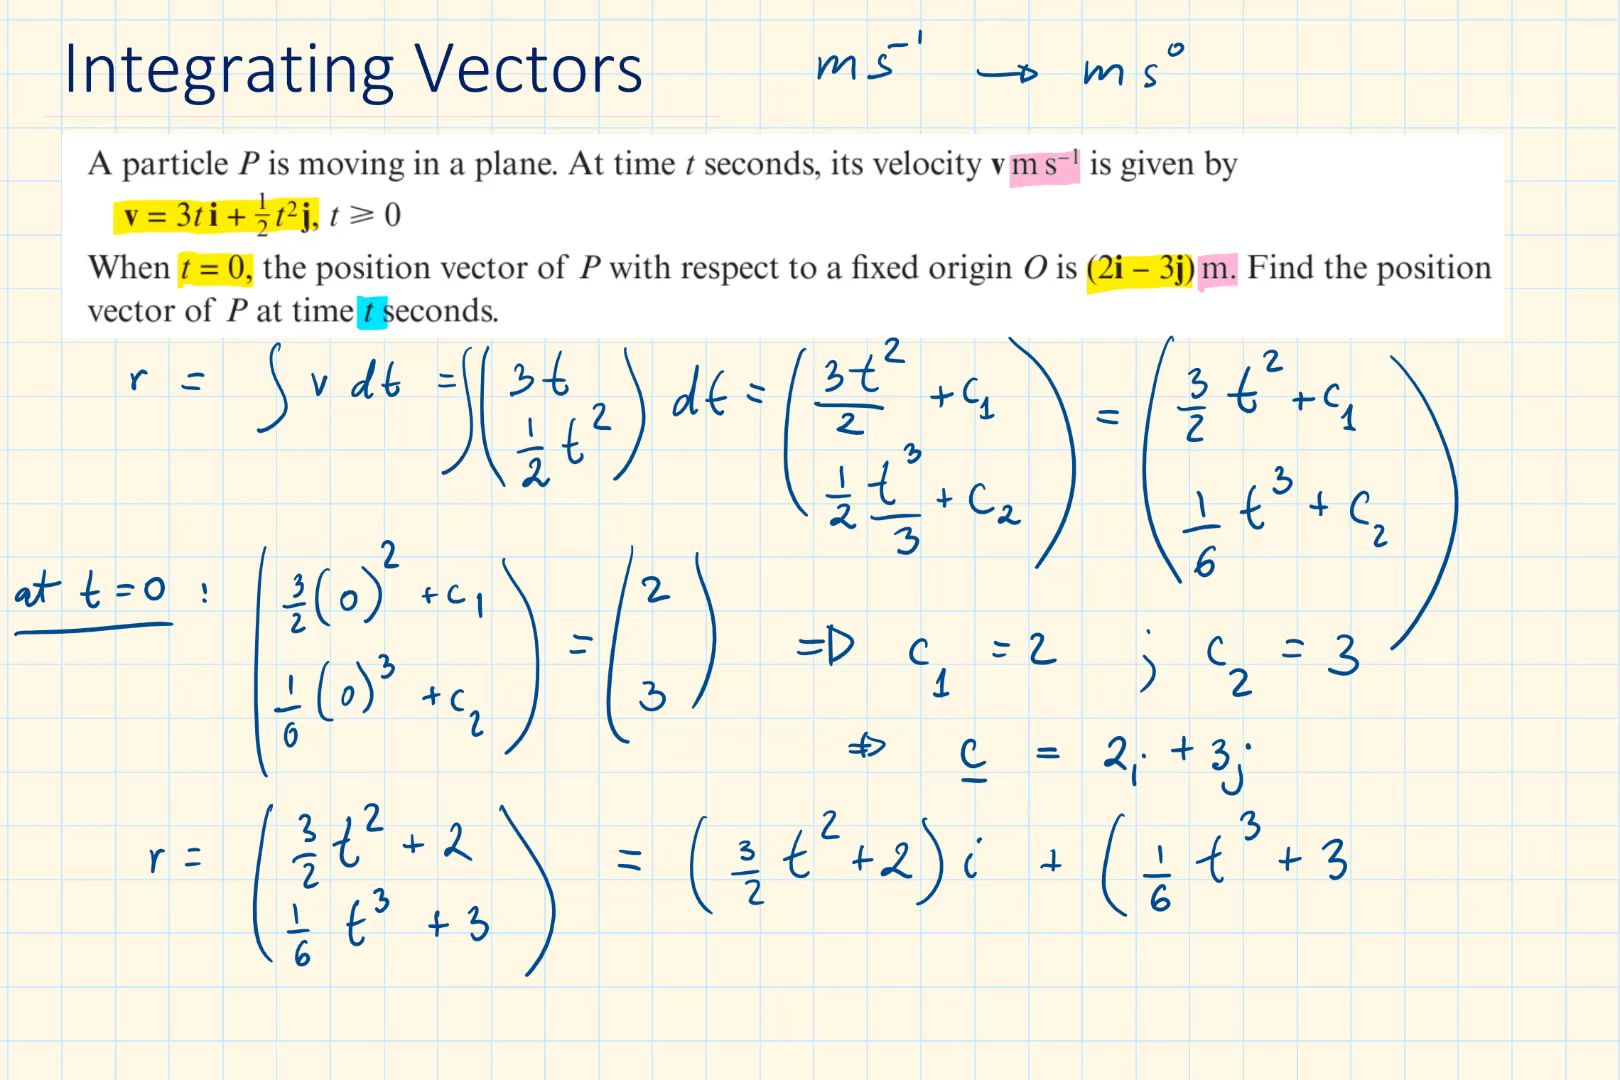 Integrating Vectors
m s⁻¹ → m s⁰
A particle P is moving in a plane. At time t seconds, its velocity v m s⁻¹ is given by
v = 3t i + ½ t² j, t ⩾ 0
When t = 0, the position vector of P with respect to a fixed origin O is (2i – 3j) m. Find the position
vector of P at time t seconds.
r = ∫ v dt = ∫ (3t ; 1/2 t²) dt = (3t²/2 + c₁ ; 1/2 t³/3 + c₂) = (3/2 t² + c₁ ; 1/6 t³ + c₂)
at t = 0 : (3/2 (0)² + c₁ ; 1/6 (0)³ + c₂) = (2 ; 3) ⇒ c₁ = 2 ; c₂ = 3
⇒ c = 2i + 3j
r = (3/2 t² + 2 ; 1/6 t³ + 3) = (3/2 t² + 2) i + (1/6 t³ + 3